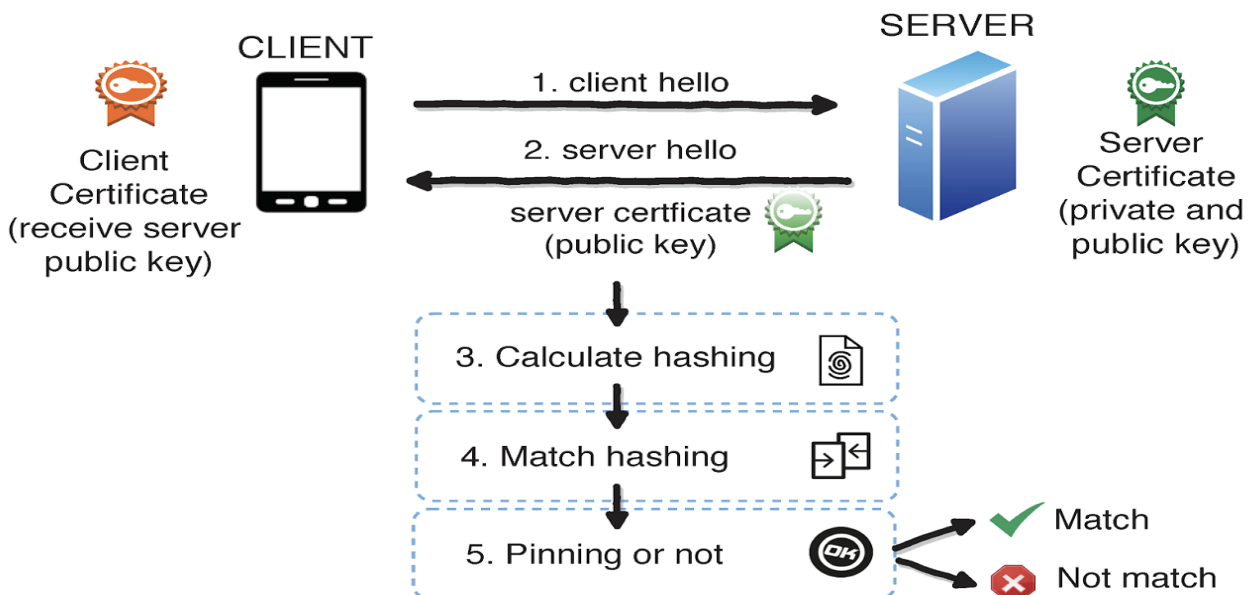 CLIENT
SERVER
1. client hello
2. server hello
server certficate
(public key)
Client
Certificate
(receive server
public key)
Server
Certificate
(private and
public key)
3. Calculate hashing
4. Match hashing
5. Pinning or not
OK
Match
Not match